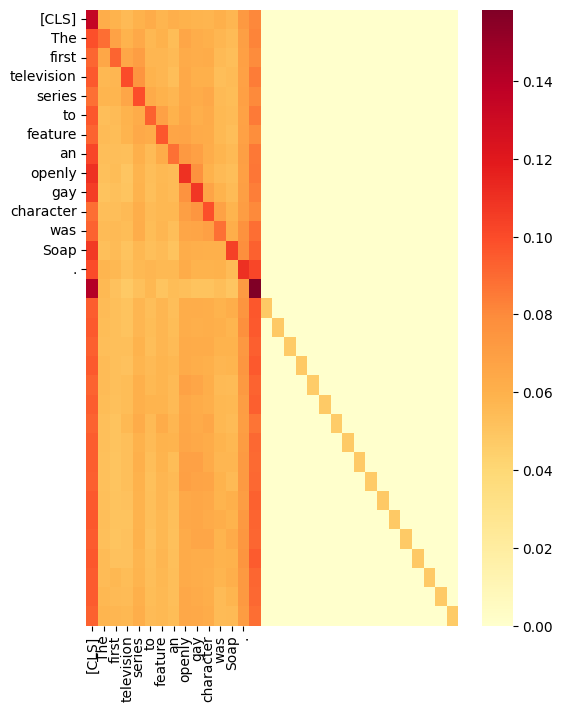 [CLS]
The
first
television
series
to
feature
an
openly
gay
character
was
Soap
.
0.14
0.12
0.10
0.08
0.06
0.04
0.02
0.00
[CLS]
The
first
television
series
to
feature
an
openly
gay
character
was
Soap
.